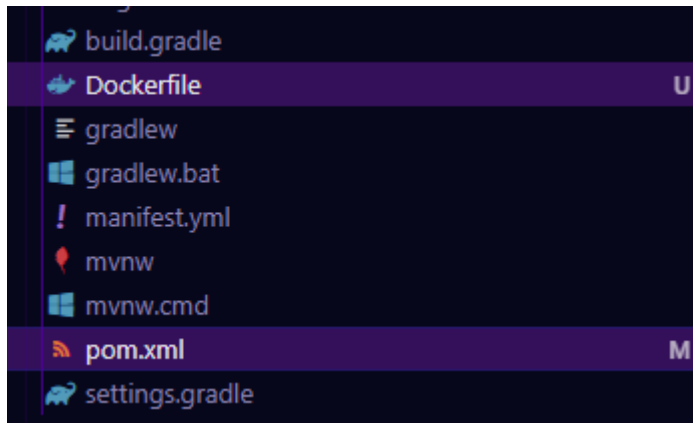 build.gradle
Dockerfile U
gradlew
gradlew.bat
! manifest.yml
mvnw
mvnw.cmd
pom.xml M
settings.gradle